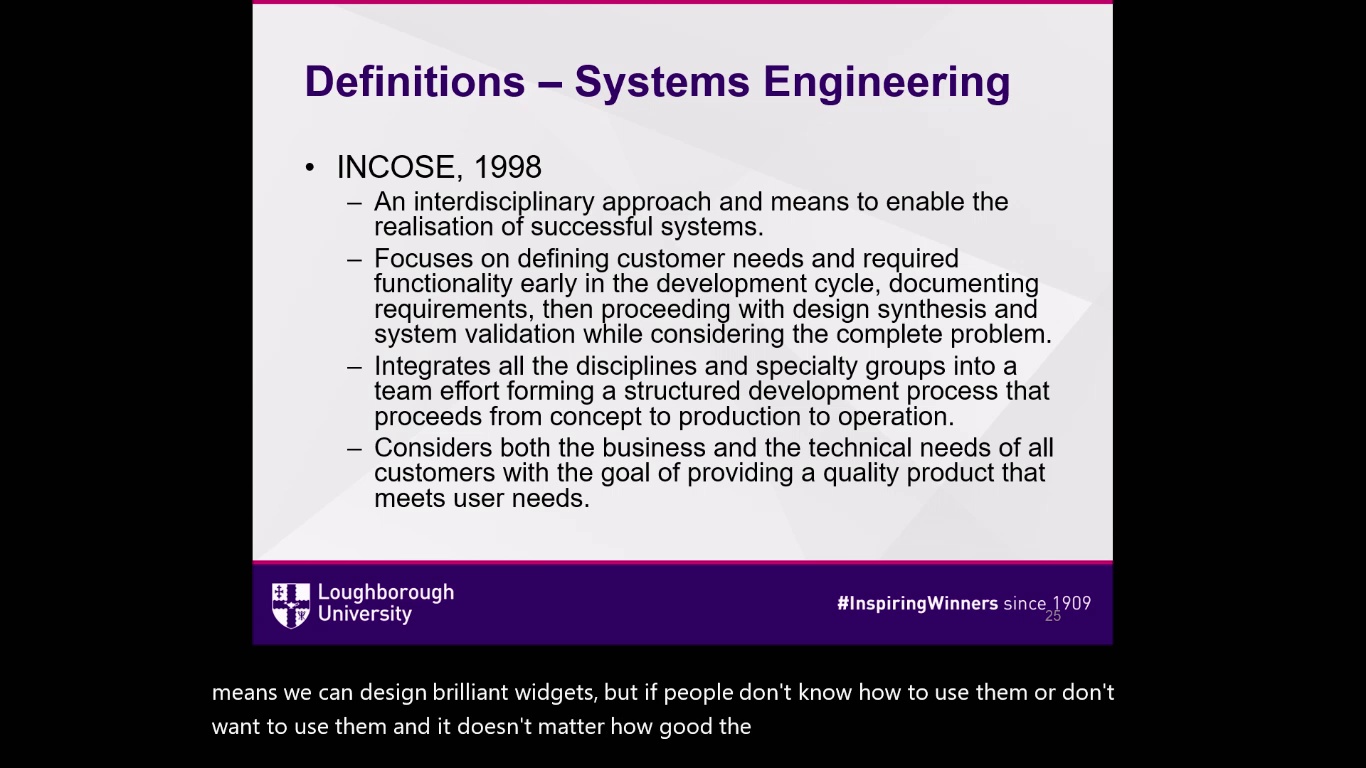 Definitions – Systems Engineering
• INCOSE, 1998
– An interdisciplinary approach and means to enable the
realisation of successful systems.
– Focuses on defining customer needs and required
functionality early in the development cycle, documenting
requirements, then proceeding with design synthesis and
system validation while considering the complete problem.
– Integrates all the disciplines and specialty groups into a
team effort forming a structured development process that
proceeds from concept to production to operation.
– Considers both the business and the technical needs of all
customers with the goal of providing a quality product that
meets user needs.
Loughborough
University
#InspiringWinners since 1909
25
means we can design brilliant widgets, but if people don't know how to use them or don't
want to use them and it doesn't matter how good the